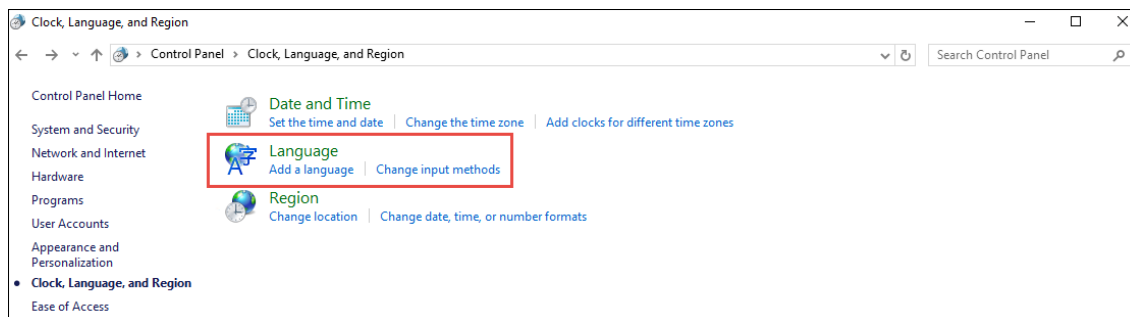 Clock, Language, and Region
Control Panel > Clock, Language, and Region
Search Control Panel
Control Panel Home
System and Security
Network and Internet
Hardware
Programs
User Accounts
Appearance and
Personalization
Clock, Language, and Region
Ease of Access
Date and Time
Set the time and date | Change the time zone | Add clocks for different time zones
Language
Add a language | Change input methods
Region
Change location | Change date, time, or number formats